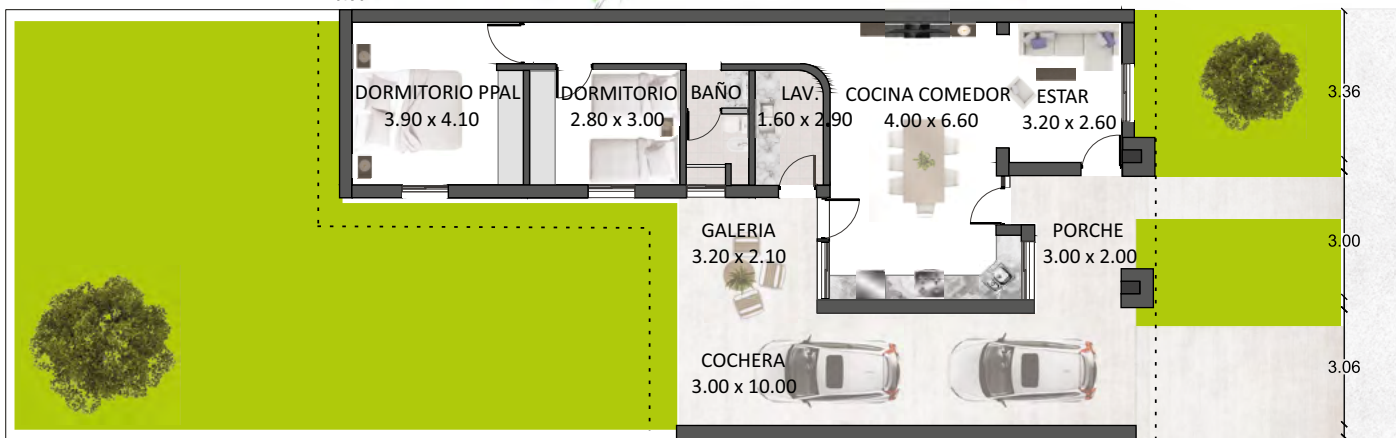 DORMITORIO PPAL
3.90 x 4.10
DORMITORIO
2.80 x 3.00
BAÑO
LAV.
1.60 x 2.90
COCINA COMEDOR
4.00 x 6.60
ESTAR
3.20 x 2.60
3.36
GALERIA
3.20 x 2.10
PORCHE
3.00 x 2.00
3.00
COCHERA
3.00 x 10.00
3.06